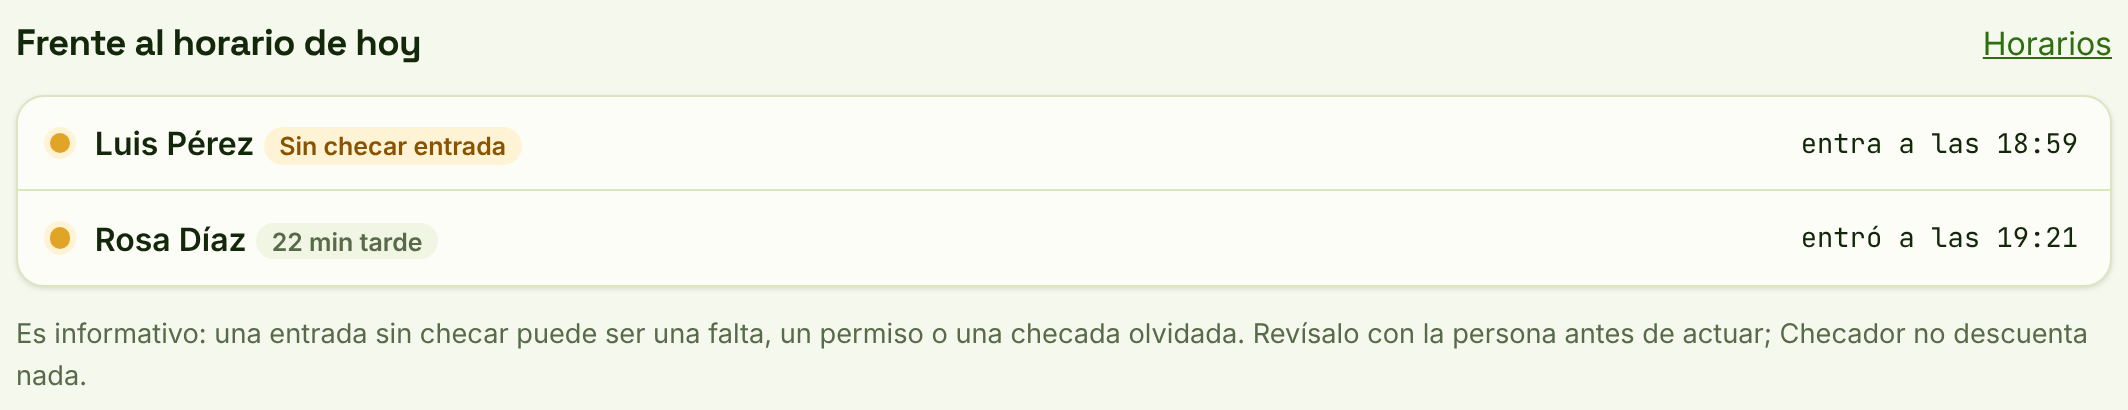 Frente al horario de hoy
Horarios
Luis Pérez Sin checar entrada entra a las 18:59
Rosa Díaz 22 min tarde entró a las 19:21
Es informativo: una entrada sin checar puede ser una falta, un permiso o una checada olvidada. Revísalo con la persona antes de actuar; Checador no descuenta
nada.